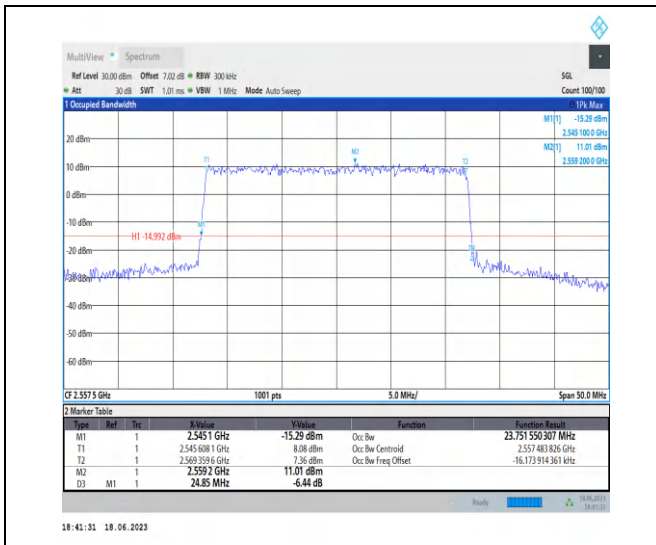 MultiView Spectrum
Ref Level 30.00 dBm Offset 7.02 dB RBW 300 kHz SGL
Att 30 dB SWT 1.01 ms VBW 1 MHz Mode Auto Sweep Count 100/100
1 Occupied Bandwidth 1Pk Max
M1[1] -15.29 dBm
2.545 100 0 GHz
M2[1] 11.01 dBm
2.559 200 0 GHz
20 dBm
T1 M2 T2
10 dBm
0 dBm
-10 dBm
M1
H1 -14.992 dBm
-20 dBm
-30 dBm
-40 dBm
-50 dBm
-60 dBm
CF 2.557 5 GHz 1001 pts 5.0 MHz/ Span 50.0 MHz
2 Marker Table
Type Ref Trc X-Value Y-Value Function Function Result
M1 1 2.545 1 GHz -15.29 dBm Occ Bw 23.751 550 307 MHz
T1 1 2.545 608 1 GHz 8.08 dBm Occ Bw Centroid 2.557 483 826 GHz
T2 1 2.569 359 6 GHz 7.36 dBm Occ Bw Freq Offset -16.173 914 361 kHz
M2 1 2.559 2 GHz 11.01 dBm
D3 M1 1 24.85 MHz -6.44 dB
Ready 18.06.2023
18:41:31
18:41:31 18.06.2023